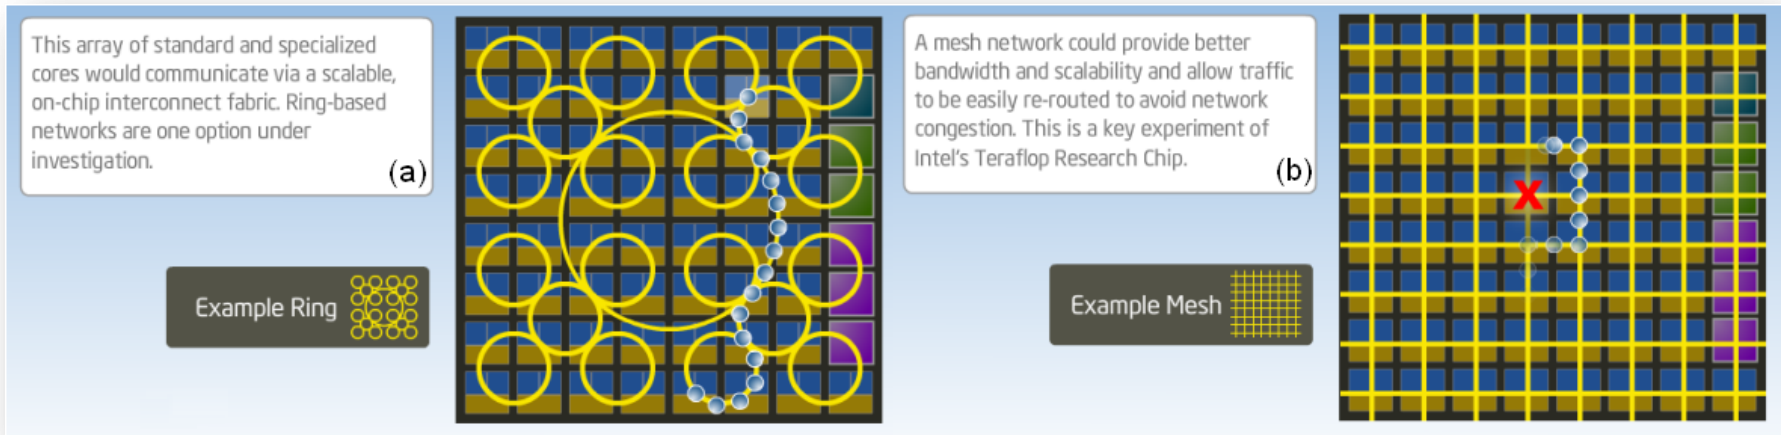 This array of standard and specialized
cores would communicate via a scalable,
on-chip interconnect fabric. Ring-based
networks are one option under
investigation.
(a)
Example Ring
A mesh network could provide better
bandwidth and scalability and allow traffic
to be easily re-routed to avoid network
congestion. This is a key experiment of
Intel's Teraflop Research Chip.
(b)
Example Mesh
X